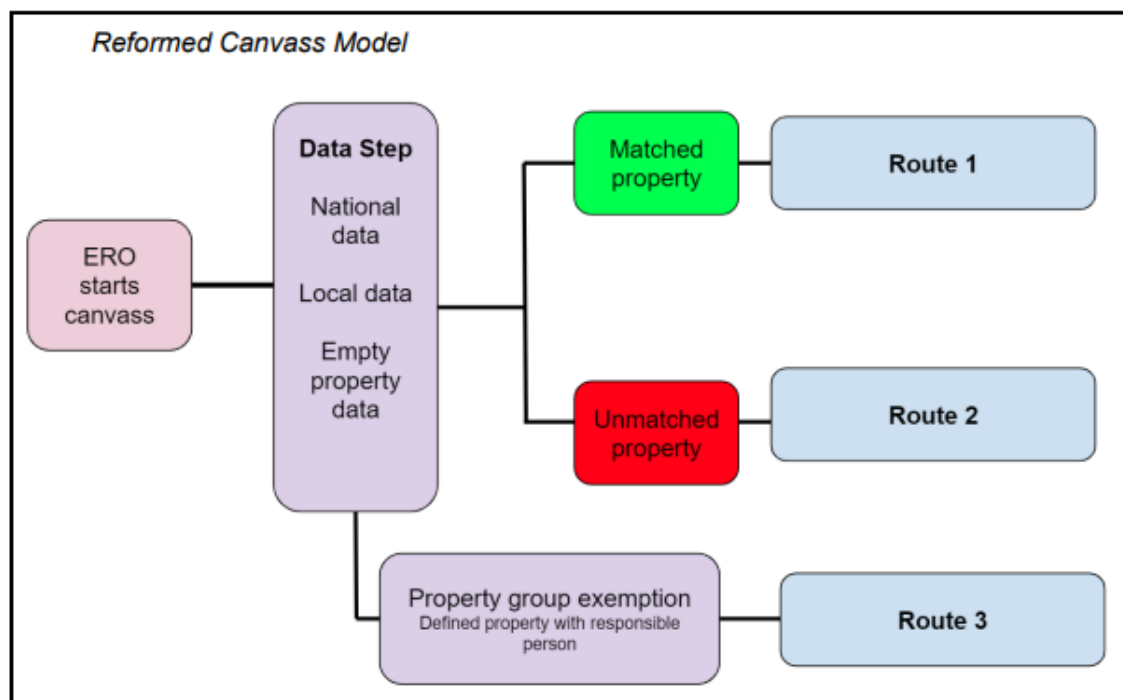 Reformed Canvass Model
ERO
starts
canvass
Data Step
National
data
Local data
Empty
property
data
Matched
property
Route 1
Unmatched
property
Route 2
Property group exemption
Defined property with responsible
person
Route 3